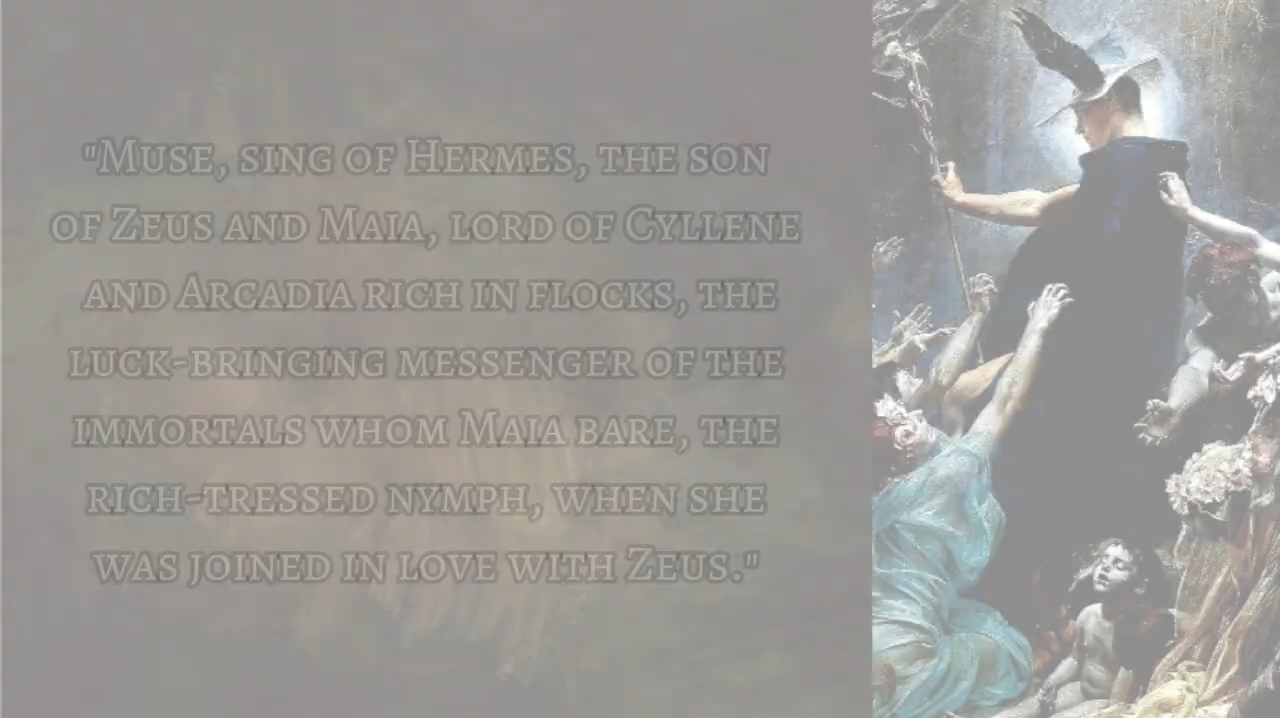 "Muse, sing of Hermes, the son
of Zeus and Maia, lord of Cyllene
and Arcadia rich in flocks, the
luck-bringing messenger of the
immortals whom Maia bare, the
rich-tressed nymph, when she
was joined in love with Zeus."